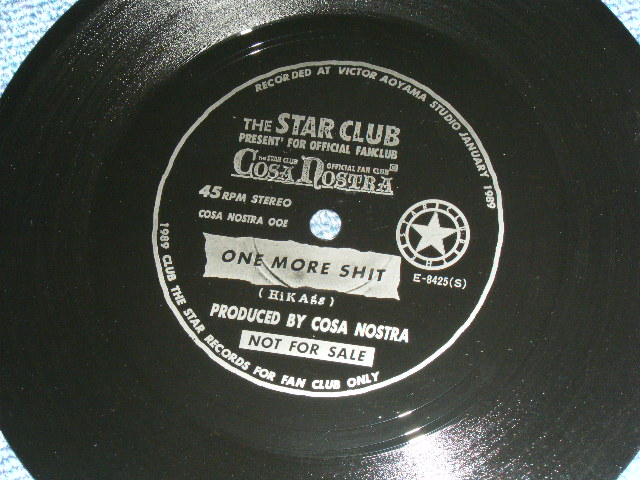 RECORDED AT VICTOR AOYAMA STUDIO JANUARY 1989
THE STAR CLUB
PRESENT' FOR OFFICIAL FANCLUB
THE STAR CLUB OFFICIAL FAN CLUB
COSA NOSTRA
45 RPM STEREO
COSA NOSTRA 00E
ONE MORE SHIT
E-8425(S)
(HiKAgE)
PRODUCED BY COSA NOSTRA
NOT FOR SALE
1989 CLUB THE STAR RECORDS FOR FAN CLUB ONLY